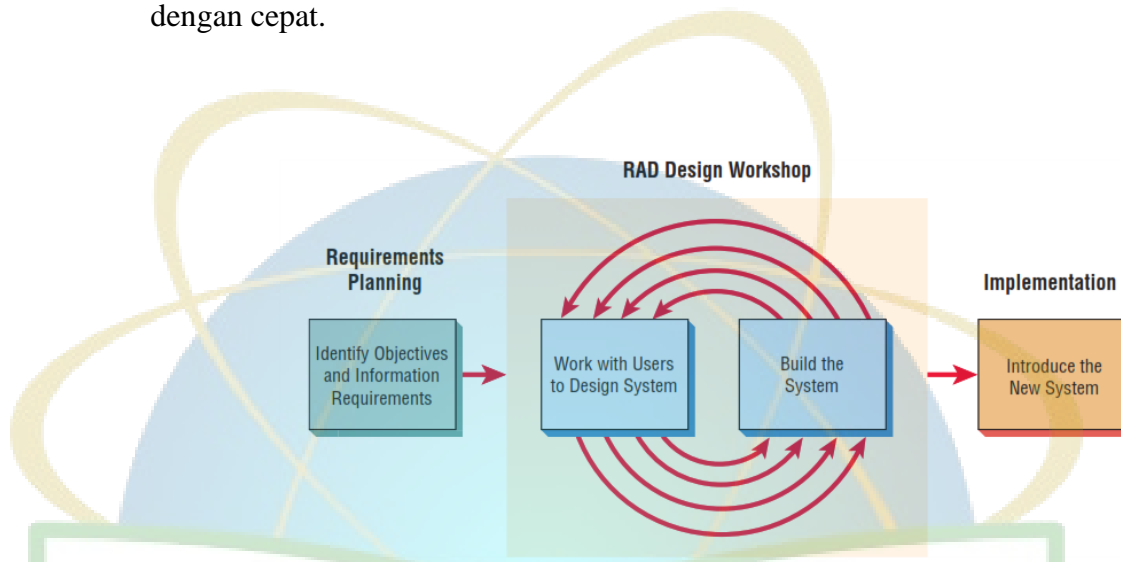 dengan cepat.
RAD Design Workshop
Requirements
Planning
Implementation
Identify Objectives
and Information
Requirements
Work with Users
to Design System
Build the
System
Introduce the
New System